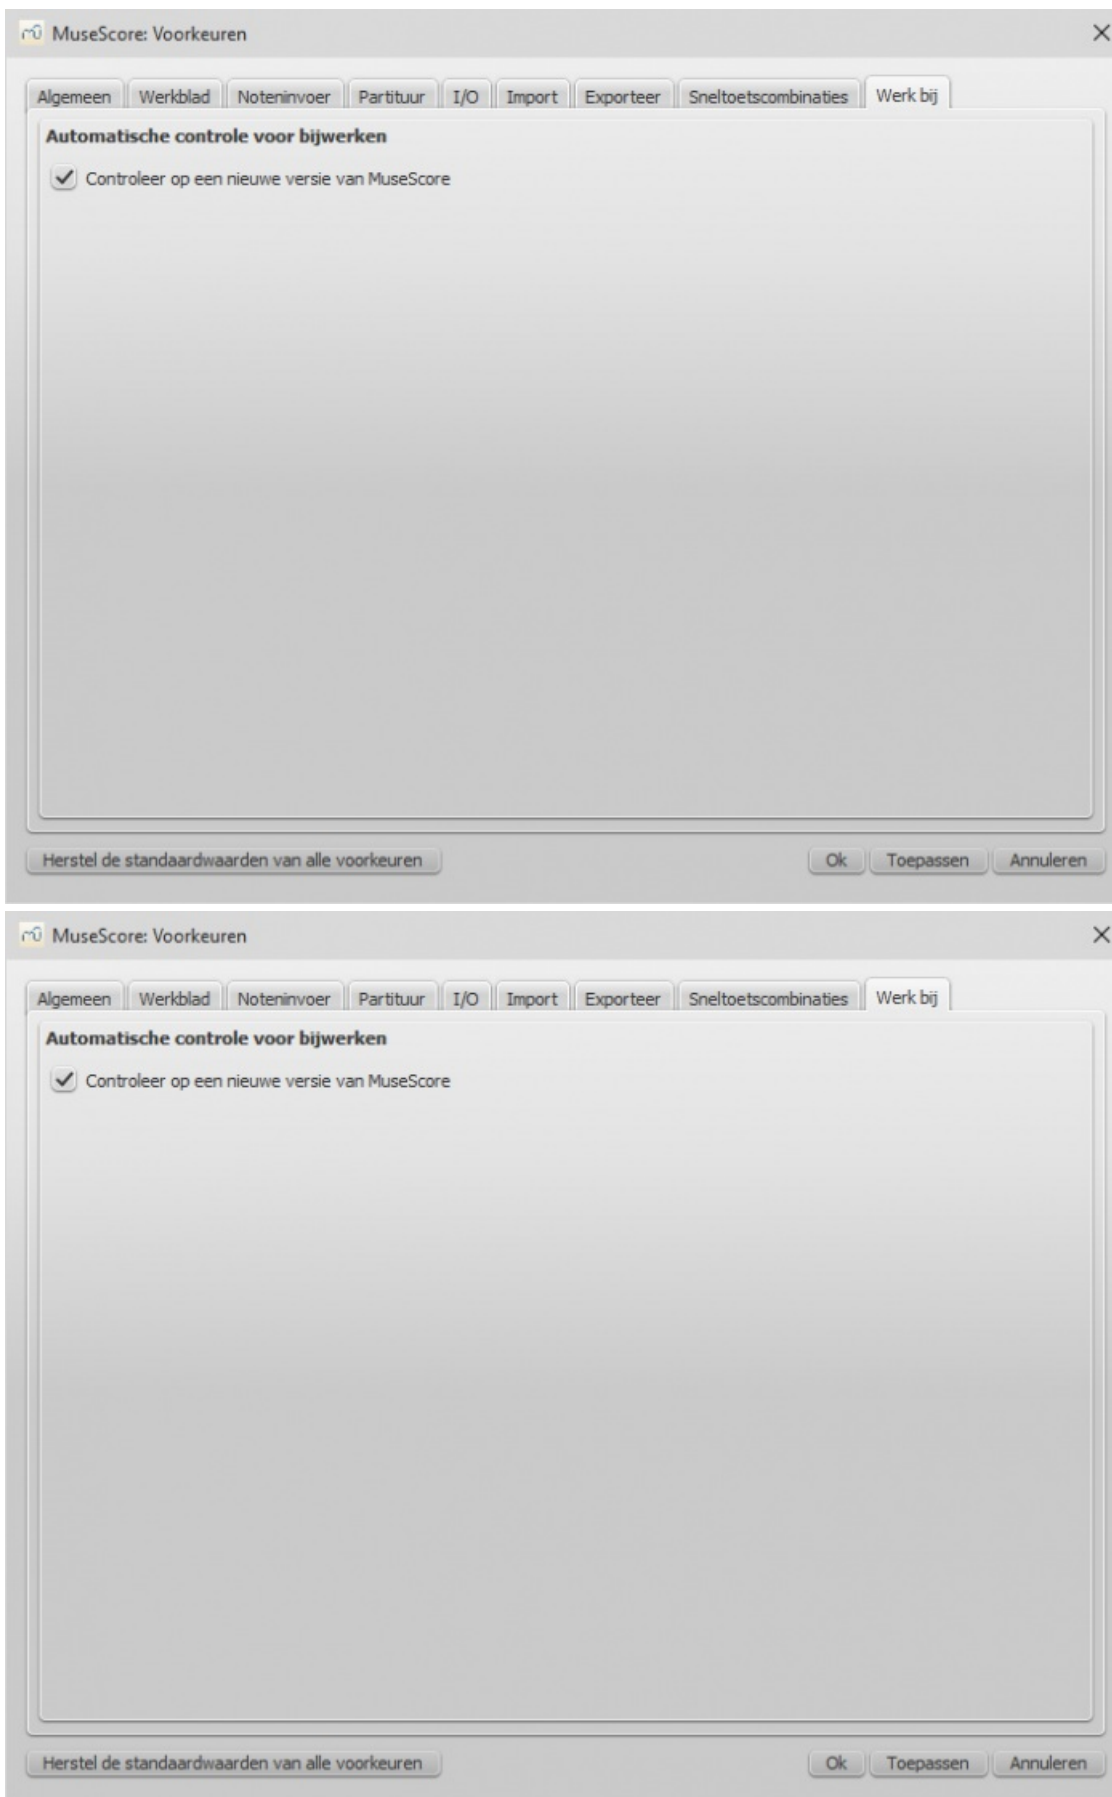 MuseScore: Voorkeuren
Algemeen Werkblad Noteninvoer Partituur I/O Import Exporteer Sneltoetscombinaties Werk bij
Automatische controle voor bijwerken
Controleer op een nieuwe versie van MuseScore
Herstel de standaardwaarden van alle voorkeuren Ok Toepassen Annuleren
MuseScore: Voorkeuren
Algemeen Werkblad Noteninvoer Partituur I/O Import Exporteer Sneltoetscombinaties Werk bij
Automatische controle voor bijwerken
Controleer op een nieuwe versie van MuseScore
Herstel de standaardwaarden van alle voorkeuren Ok Toepassen Annuleren